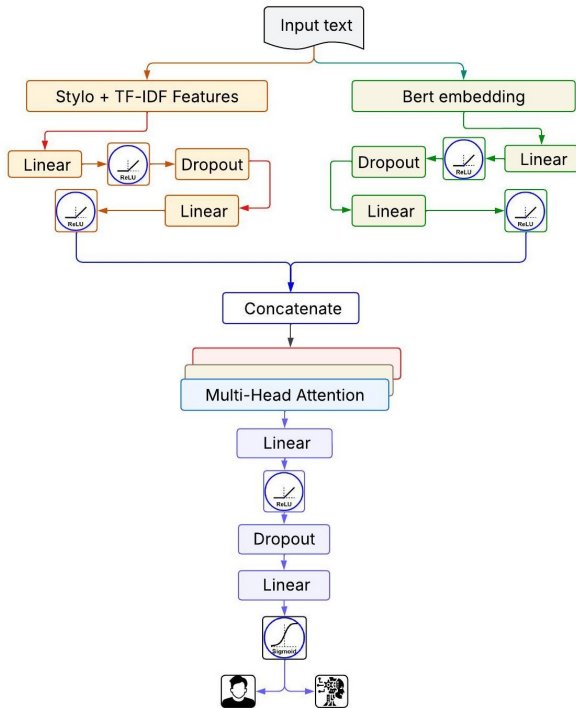 Input text
Stylo + TF-IDF Features
Bert embedding
Linear
ReLU
Dropout
Dropout
ReLU
Linear
ReLU
Linear
Linear
ReLU
Concatenate
Multi-Head Attention
Linear
ReLU
Dropout
Linear
Sigmoid